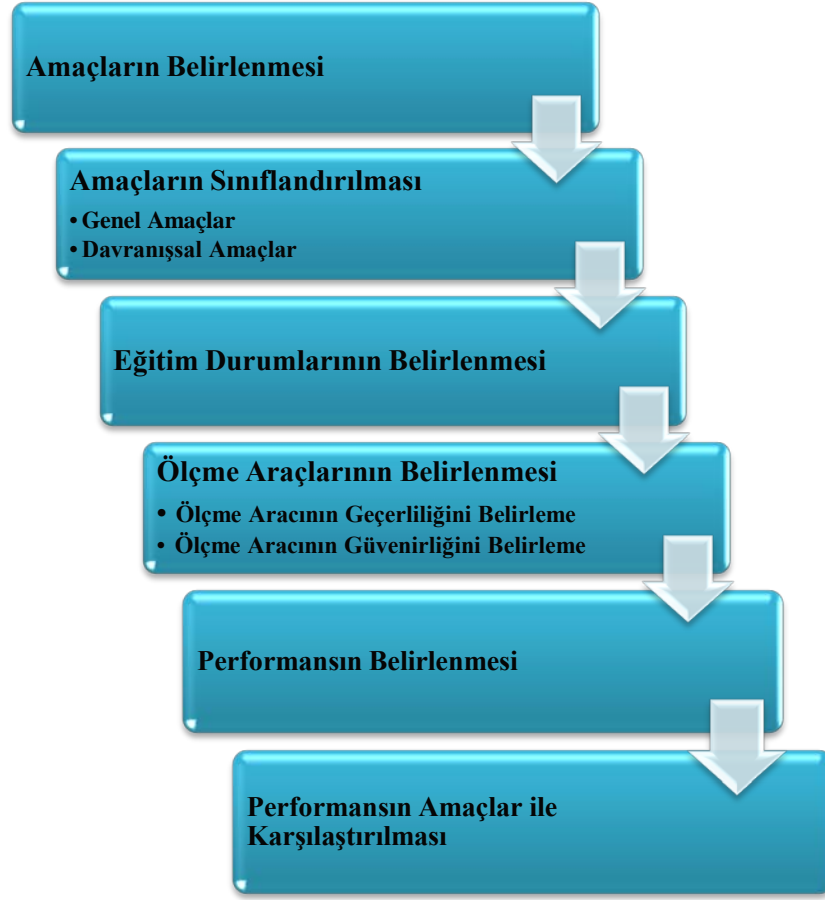 Amaçların Belirlenmesi
Amaçların Sınıflandırılması
• Genel Amaçlar
• Davranışsal Amaçlar
Eğitim Durumlarının Belirlenmesi
Ölçme Araçlarının Belirlenmesi
• Ölçme Aracının Geçerliliğini Belirleme
• Ölçme Aracının Güvenirliğini Belirleme
Performansın Belirlenmesi
Performansın Amaçlar ile
Karşılaştırılması